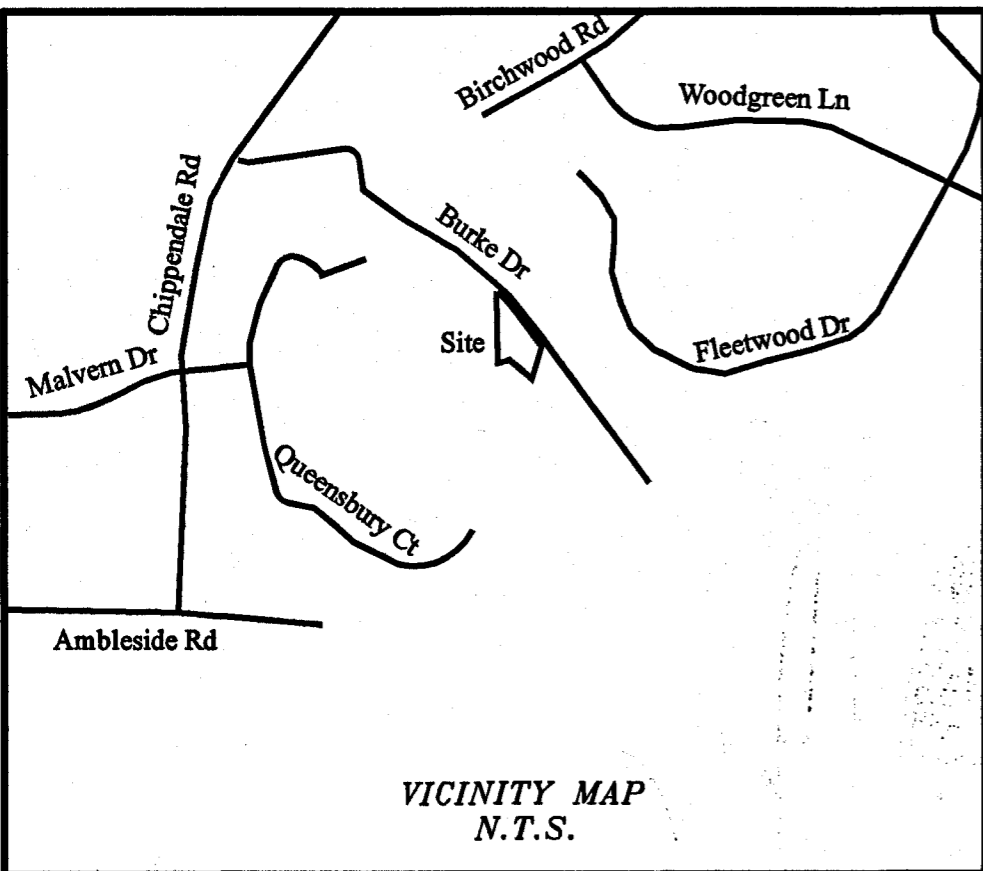 Birchwood Rd
Woodgreen Ln
Chippendale Rd
Burke Dr
Site
Fleetwood Dr
Malvern Dr
Queensbury Ct
Ambleside Rd
VICINITY MAP
N.T.S.